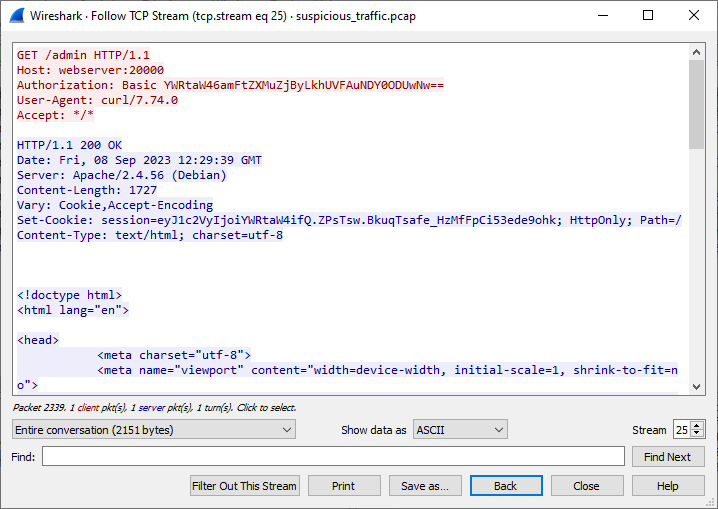 Wireshark · Follow TCP Stream (tcp.stream eq 25) · suspicious_traffic.pcap
GET /admin HTTP/1.1
Host: webserver:20000
Authorization: Basic YWRtaW46amFtZXMuZjByLkhUVFAuNDY0ODUwNw==
User-Agent: curl/7.74.0
Accept: */*
HTTP/1.1 200 OK
Date: Fri, 08 Sep 2023 12:29:39 GMT
Server: Apache/2.4.56 (Debian)
Content-Length: 1727
Vary: Cookie,Accept-Encoding
Set-Cookie: session=eyJ1c2VyIjoiYWRtaW4ifQ.ZPsTsw.BkuqTsafe_HzMfFpCi53ede9ohk; HttpOnly; Path=/
Content-Type: text/html; charset=utf-8
<!doctype html>
<html lang="en">
<head>
<meta charset="utf-8">
<meta name="viewport" content="width=device-width, initial-scale=1, shrink-to-fit=n
o">
Packet 2339. 1 client pkt(s), 1 server pkt(s), 1 turn(s). Click to select.
Entire conversation (2151 bytes) Show data as ASCII Stream 25
Find: Find Next
Filter Out This Stream Print Save as... Back Close Help